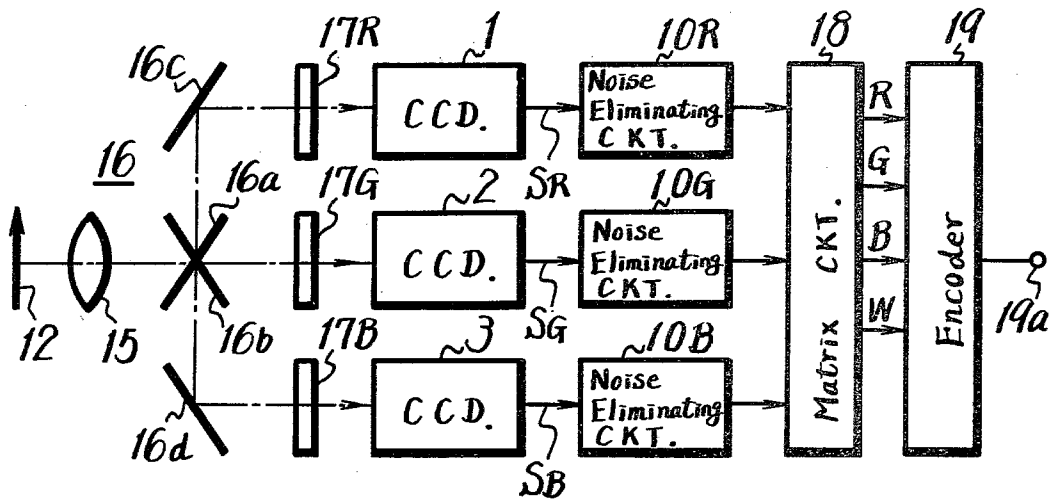 17R
1
10R
18
19
16c
CCD.
Noise
Eliminating
CKT.
R
SR
16
16a
17G
2
10G
G
CCD.
Noise
Eliminating
CKT.
B
SG
12
15
16b
17B
3
10B
W
19a
Matrix CKT.
Encoder
CCD.
Noise
Eliminating
CKT.
16d
SB